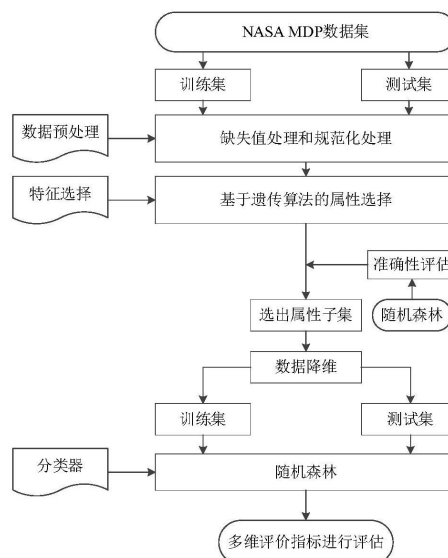 NASA MDP数据集
训练集
测试集
数据预处理
缺失值处理和规范化处理
特征选择
基于遗传算法的属性选择
准确性评估
随机森林
选出属性子集
数据降维
训练集
测试集
分类器
随机森林
多维评价指标进行评估